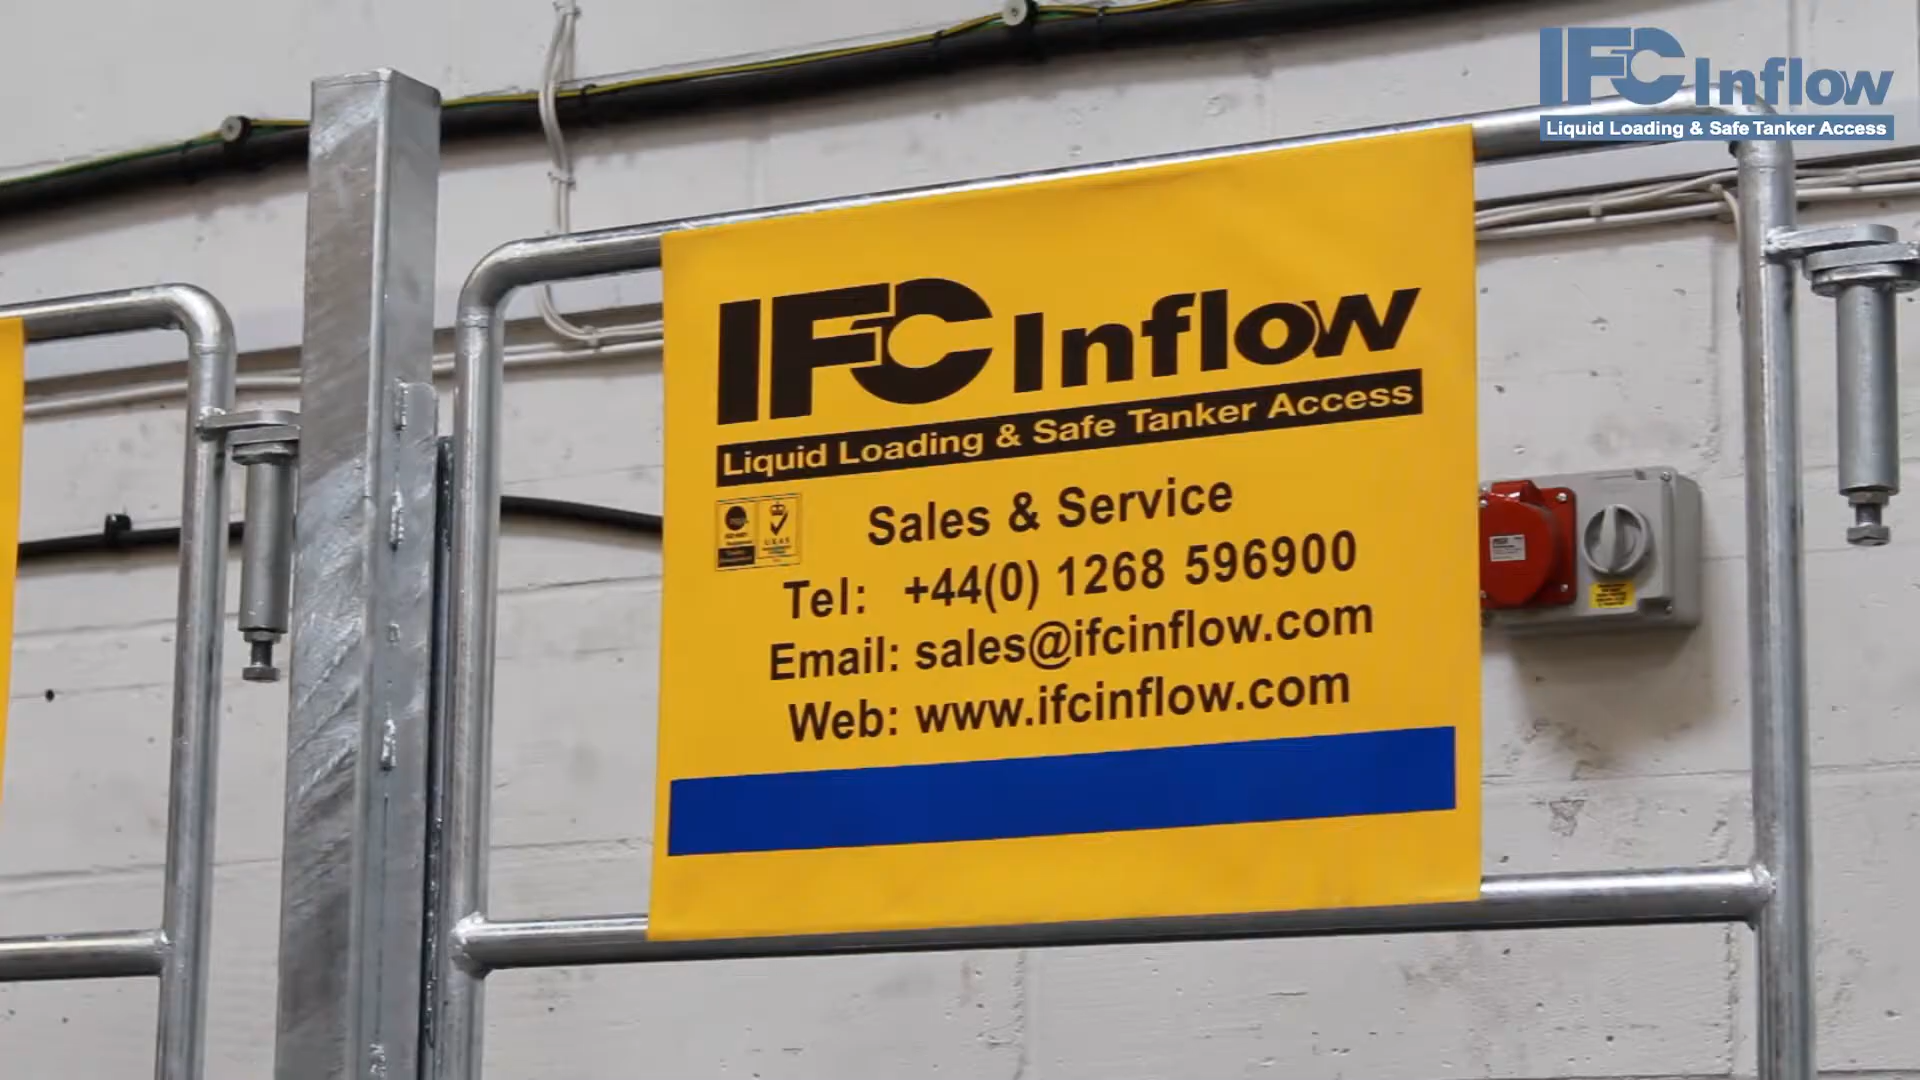 IFC Inflow
Liquid Loading & Safe Tanker Access
IFC Inflow
Liquid Loading & Safe Tanker Access
Sales & Service
UKAS
Tel: +44(0) 1268 596900
Email: sales@ifcinflow.com
Web: www.ifcinflow.com